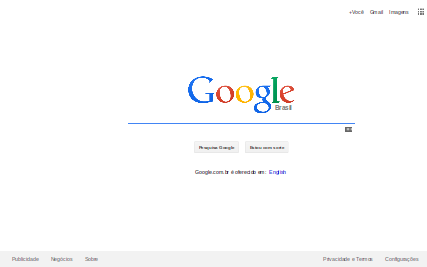 +Você Gmail Imagens
Google
Brasil
Pesquisa Google Estou com sorte
Google.com.br é oferecido em: English
Publicidade Negócios Sobre Privacidade e Termos Configurações